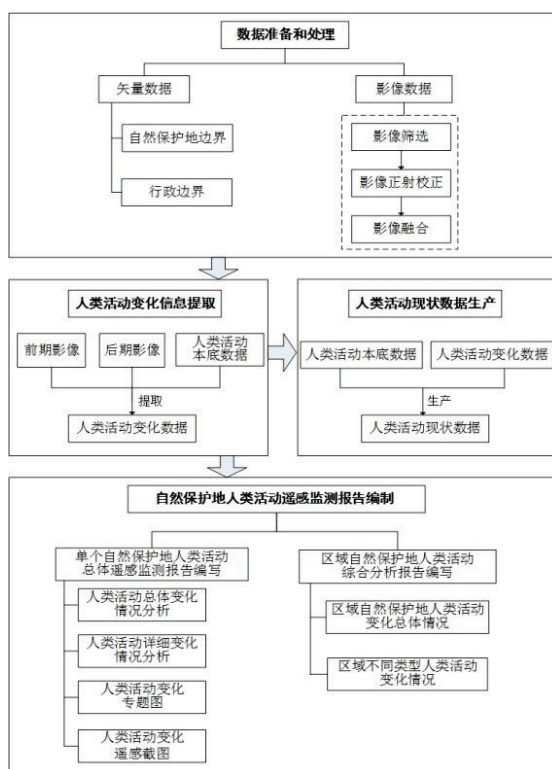 数据准备和处理
矢量数据
影像数据
自然保护地边界
行政边界
影像筛选
影像正射校正
影像融合
人类活动变化信息提取
前期影像
后期影像
人类活动
本底数据
提取
人类活动变化数据
人类活动现状数据生产
人类活动本底数据
人类活动变化数据
生产
人类活动现状数据
自然保护地人类活动遥感监测报告编制
单个自然保护地人类活动
总体遥感监测报告编写
人类活动总体变化
情况分析
人类活动详细变化
情况分析
人类活动变化
专题图
人类活动变化
遥感截图
区域自然保护地人类活动
综合分析报告编写
区域自然保护地人类活动
变化总体情况
区域不同类型人类活动
变化情况